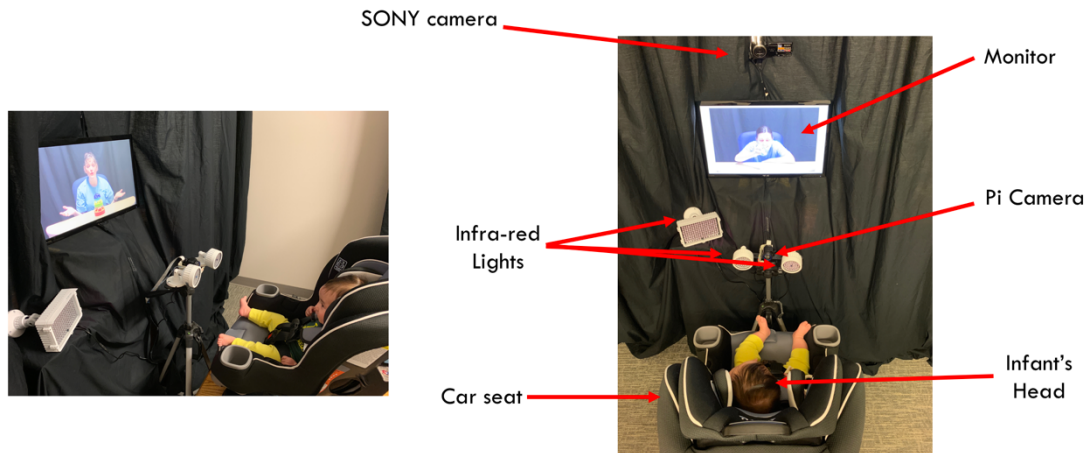 SONY camera
Monitor
Pi Camera
Infra-red
Lights
Infant's
Head
Car seat